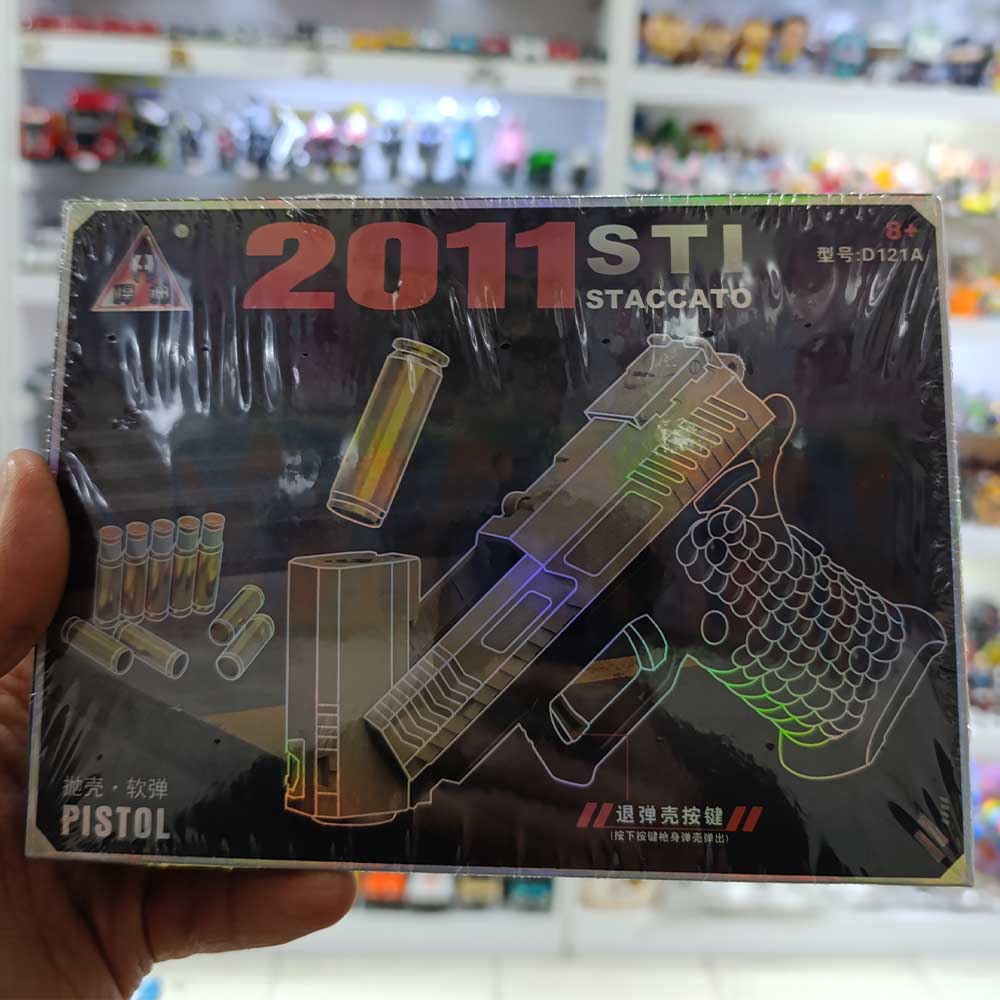 2011 STI
STACCATO
8+
型号:D121A
抛壳·软弹
PISTOL
退弹壳按键
(按下按键枪身弹壳弹出)